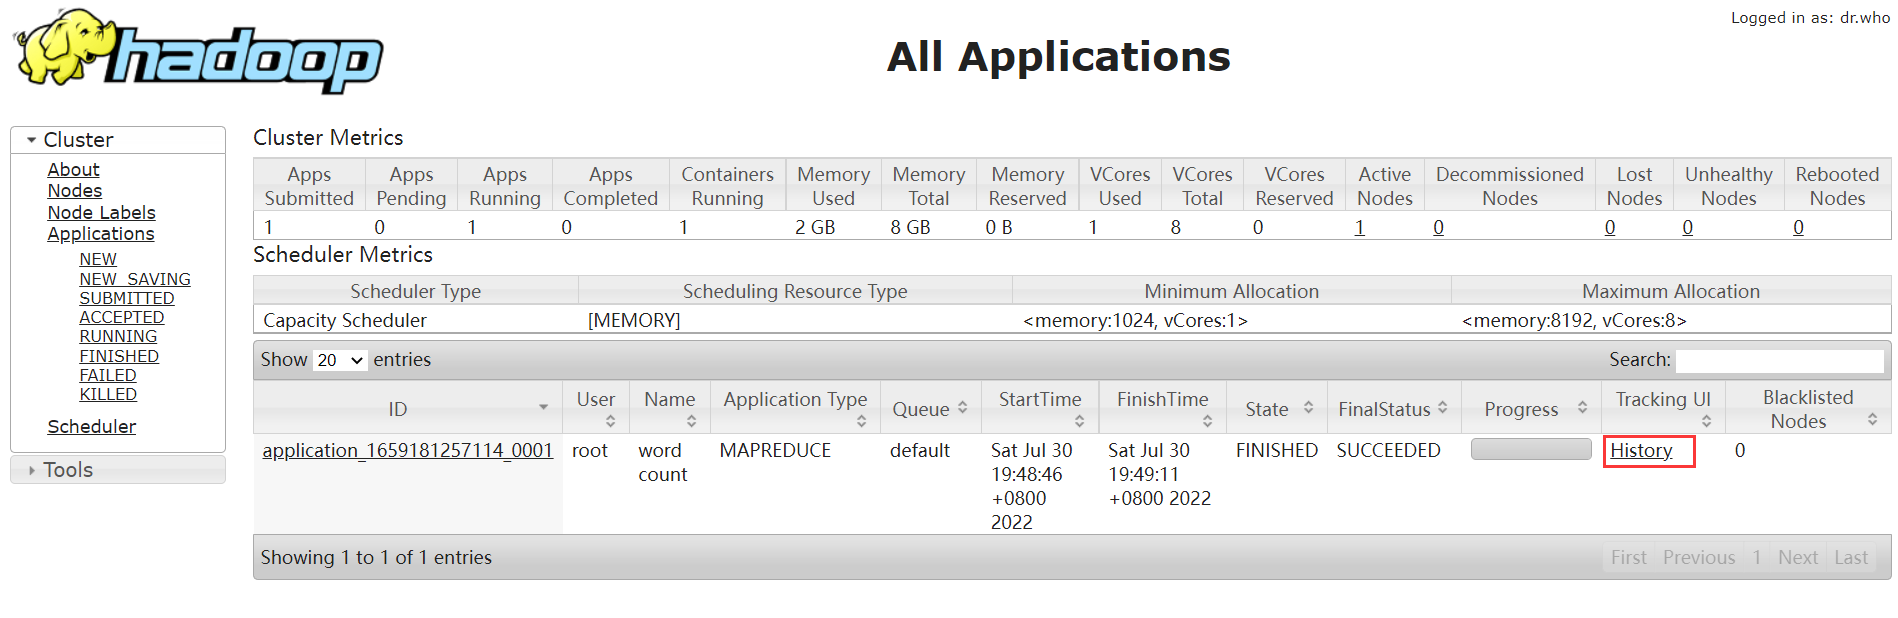 hadoop
Logged in as: dr.who
All Applications
Cluster
About
Nodes
Node Labels
Applications
NEW
NEW_SAVING
SUBMITTED
ACCEPTED
RUNNING
FINISHED
FAILED
KILLED
Scheduler
Tools
Cluster Metrics
Apps Submitted Apps Pending Apps Running Apps Completed Containers Running Memory Used Memory Total Memory Reserved VCores Used VCores Total VCores Reserved Active Nodes Decommissioned Nodes Lost Nodes Unhealthy Nodes Rebooted Nodes
1 0 1 0 1 2 GB 8 GB 0 B 1 8 0 1 0 0 0 0
Scheduler Metrics
Scheduler Type Scheduling Resource Type Minimum Allocation Maximum Allocation
Capacity Scheduler [MEMORY] <memory:1024, vCores:1> <memory:8192, vCores:8>
Show 20 entries Search:
ID User Name Application Type Queue StartTime FinishTime State FinalStatus Progress Tracking UI Blacklisted Nodes
application_1659181257114_0001 root word count MAPREDUCE default Sat Jul 30 19:48:46 +0800 2022 Sat Jul 30 19:49:11 +0800 2022 FINISHED SUCCEEDED History 0
Showing 1 to 1 of 1 entries First Previous 1 Next Last